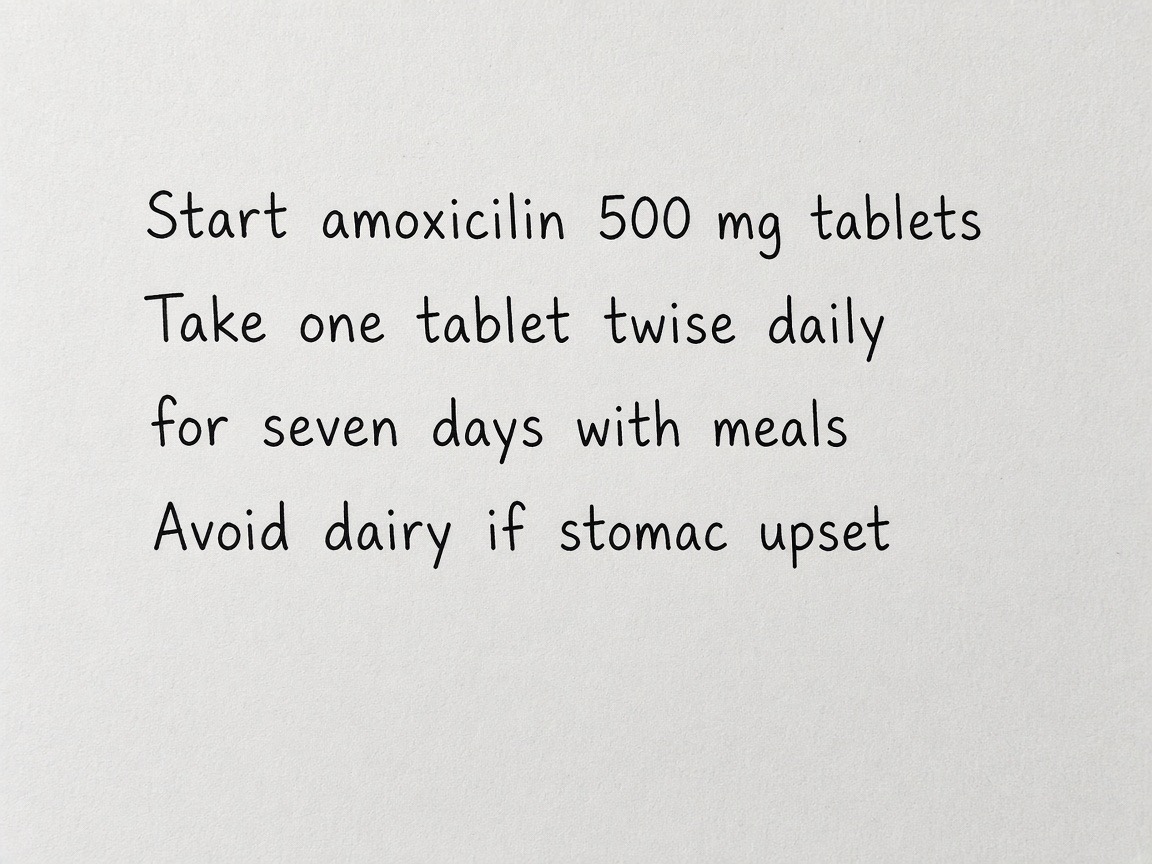 Start amoxicilin 500 mg tablets
Take one tablet twise daily
for seven days with meals
Avoid dairy if stomac upset